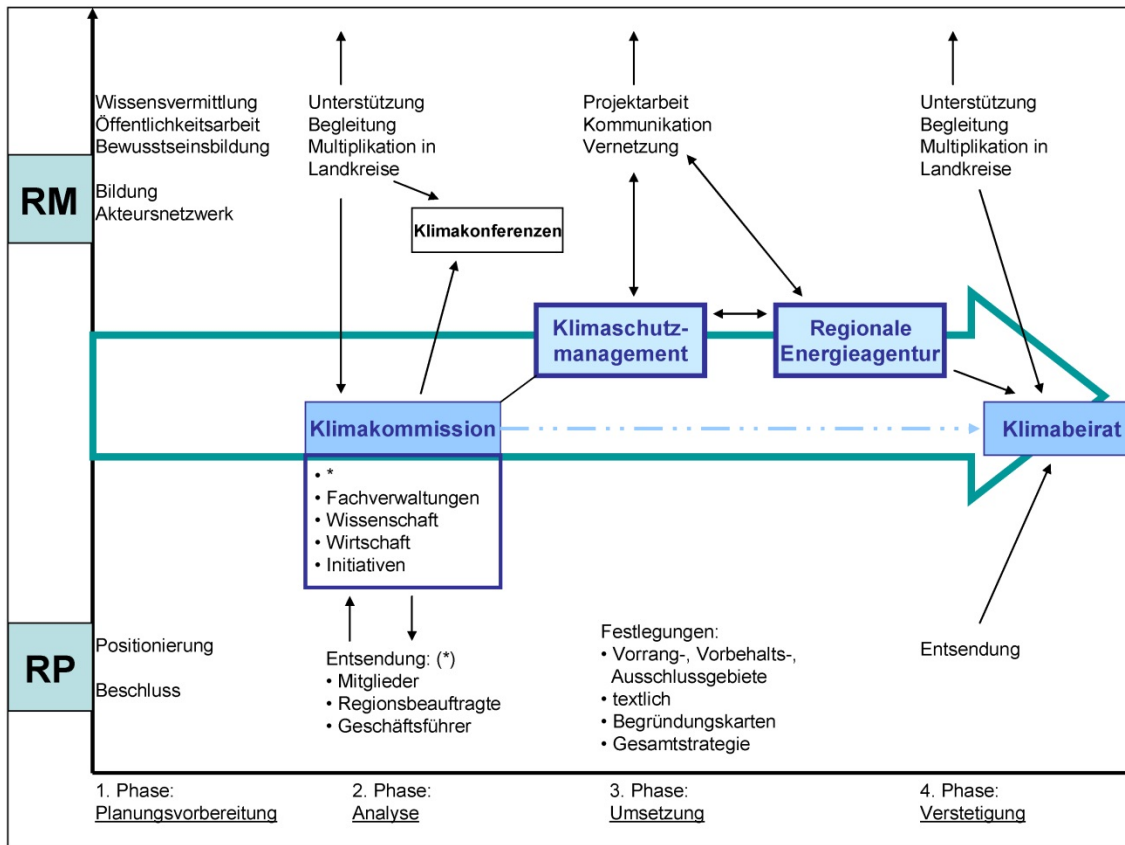 Wissensvermittlung
Öffentlichkeitsarbeit
Bewusstseinsbildung
Bildung
Akteursnetzwerk
RM
Unterstützung
Begleitung
Multiplikation in
Landkreise
Klimakonferenzen
Projektarbeit
Kommunikation
Vernetzung
Unterstützung
Begleitung
Multiplikation in
Landkreise
Klimaschutz-
management
Regionale
Energieagentur
Klimakommission
Klimabeirat
• *
• Fachverwaltungen
• Wissenschaft
• Wirtschaft
• Initiativen
RP
Positionierung
Beschluss
Entsendung: (*)
• Mitglieder
• Regionsbeauftragte
• Geschäftsführer
Festlegungen:
• Vorrang-, Vorbehalts-,
Ausschlussgebiete
• textlich
• Begründungskarten
• Gesamtstrategie
Entsendung
1. Phase:
Planungsvorbereitung
2. Phase:
Analyse
3. Phase:
Umsetzung
4. Phase:
Verstetigung